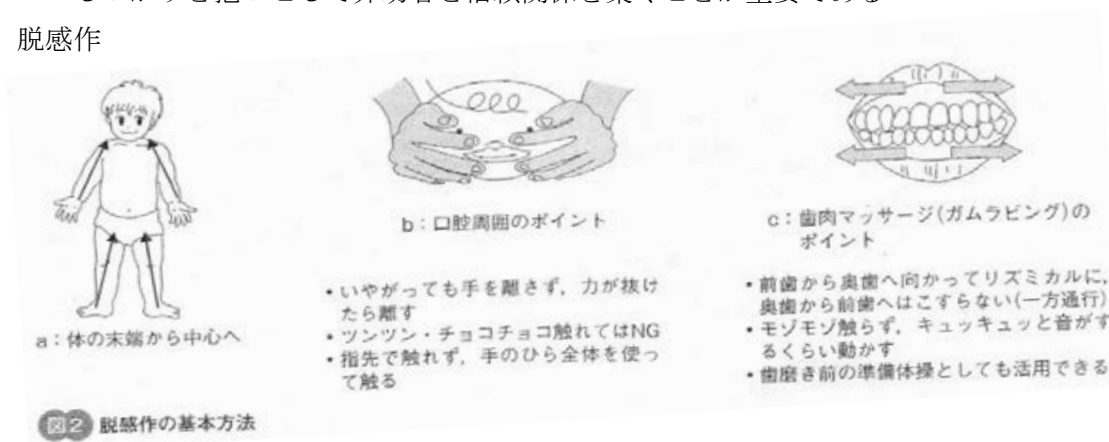 脱感作
a：体の末端から中心へ
b：口腔周囲のポイント
・いやがっても手を離さず，力が抜け
たら離す
・ツンツン・チョコチョコ触れてはNG
・指先で触れず，手のひら全体を使っ
て触る
c：歯肉マッサージ(ガムラビング)の
ポイント
・前歯から奥歯へ向かってリズミカルに，
奥歯から前歯へはこすらない(一方通行)
・モゾモゾ触らず，キュッキュッと音がす
るくらい動かす
・歯磨き前の準備体操としても活用できる
図2 脱感作の基本方法